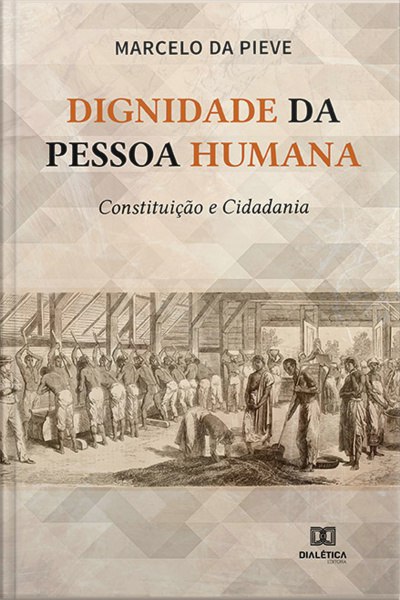 MARCELO DA PIEVE
DIGNIDADE DA
PESSOA HUMANA
Constituição e Cidadania
DIALÉTICA
EDITORA